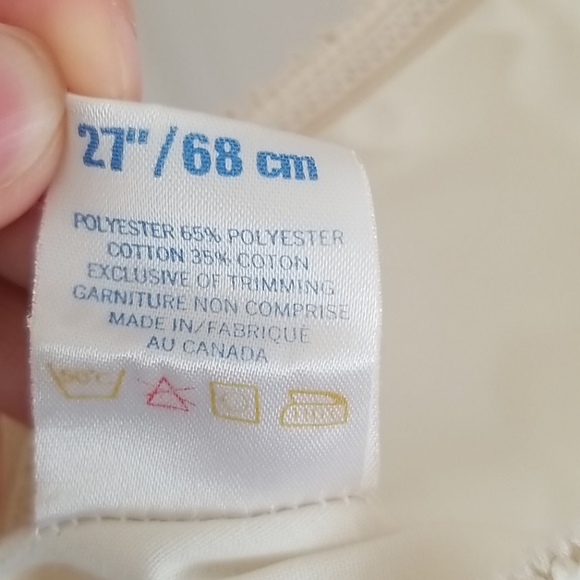 27"/68 cm
POLYESTER 65% POLYESTER
COTTON 35% COTON
EXCLUSIVE OF TRIMMING
GARNITURE NON COMPRISE
MADE IN/FABRIQUÉ
AU CANADA